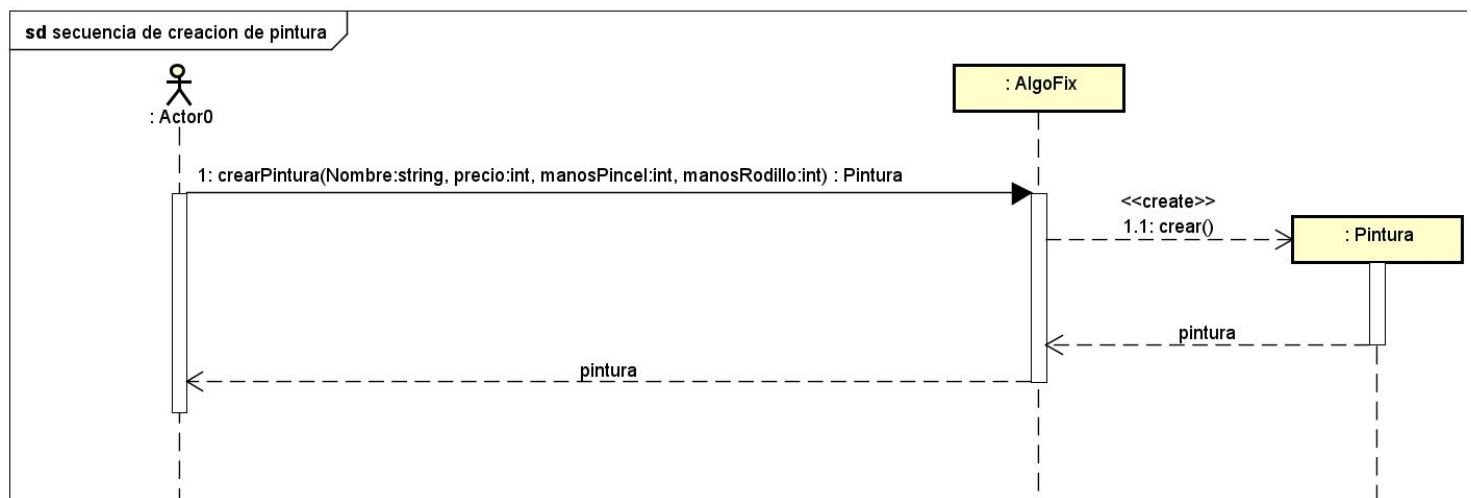 sd secuencia de creacion de pintura
: Actor0
: AlgoFix
1: crearPintura(Nombre:string, precio:int, manosPincel:int, manosRodillo:int) : Pintura
<<create>>
1.1: crear()
: Pintura
pintura
pintura